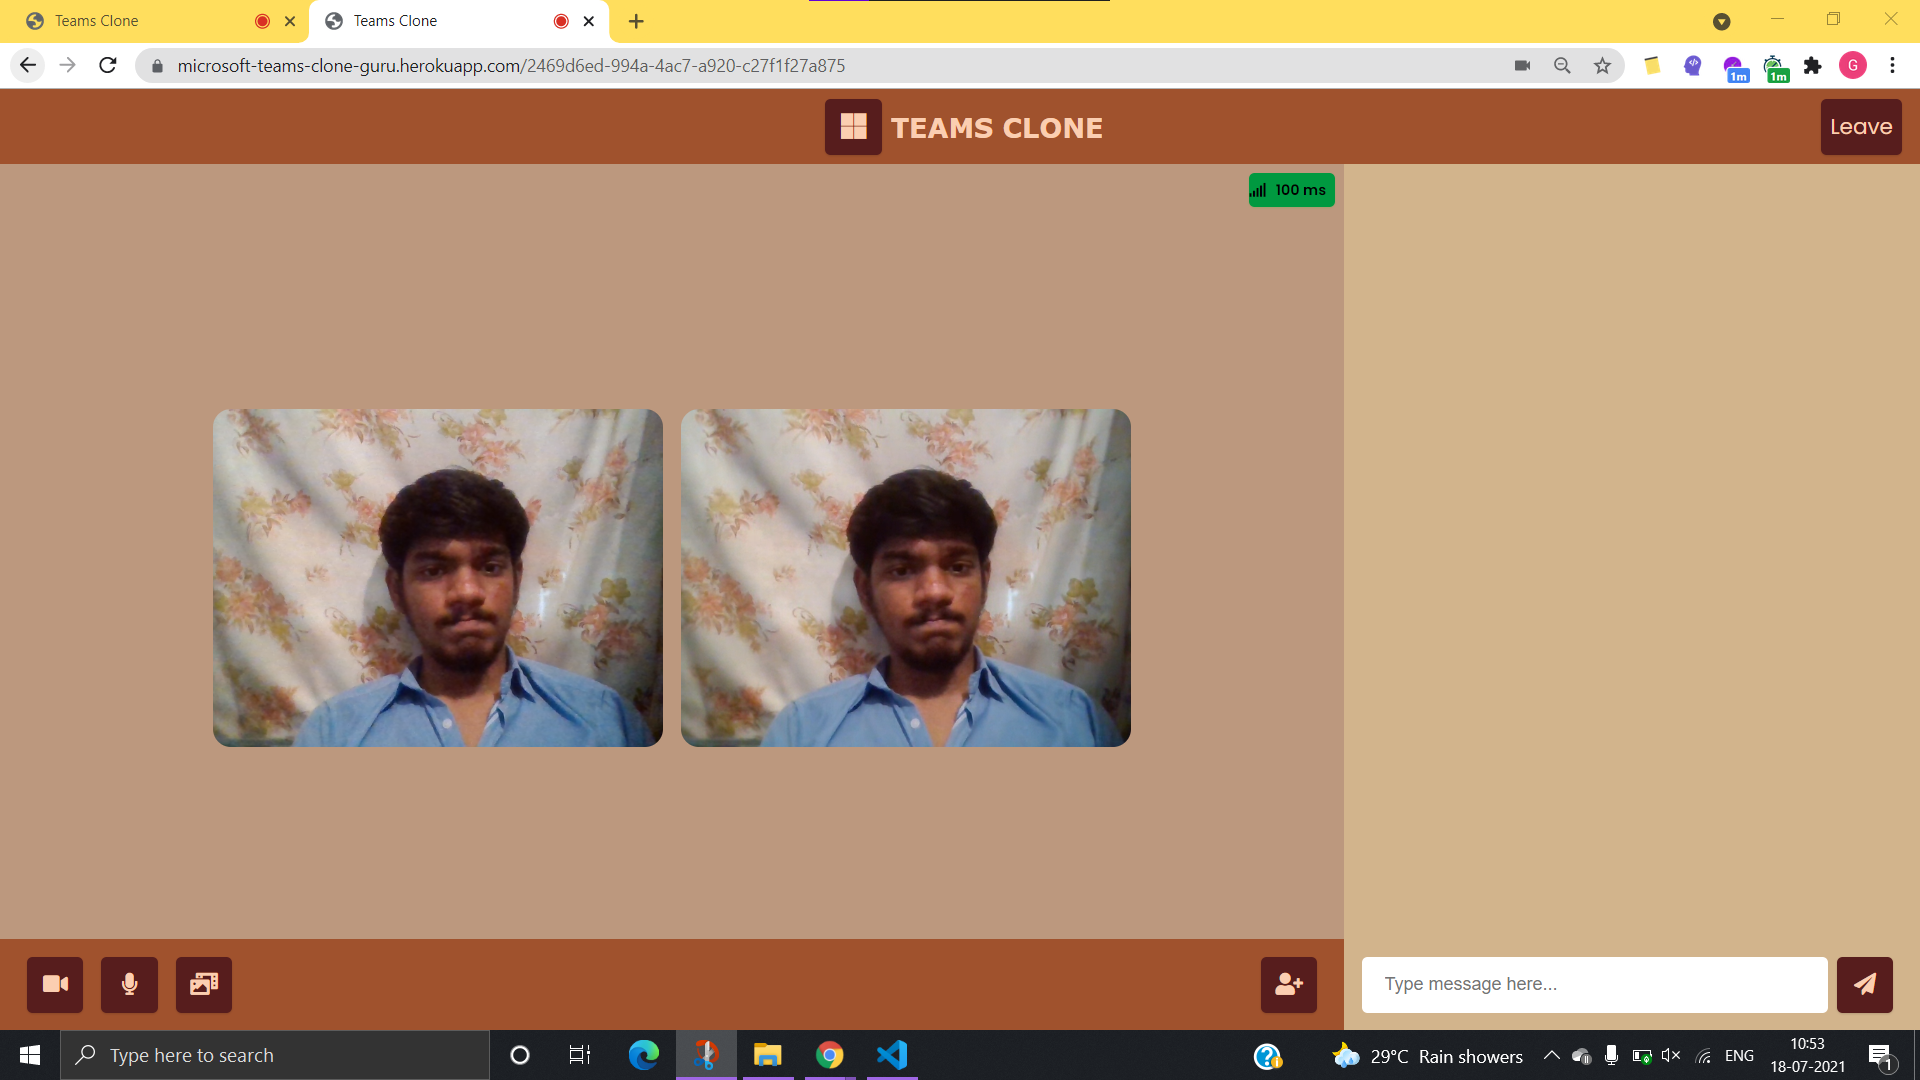 Teams Clone
Teams Clone
microsoft-teams-clone-guru.herokuapp.com/2469d6ed-994a-4ac7-a920-c27f1f27a875
1m
1m
G
TEAMS CLONE
Leave
100 ms
Type message here...
Type here to search
29°C Rain showers
ENG
10:53
18-07-2021
1